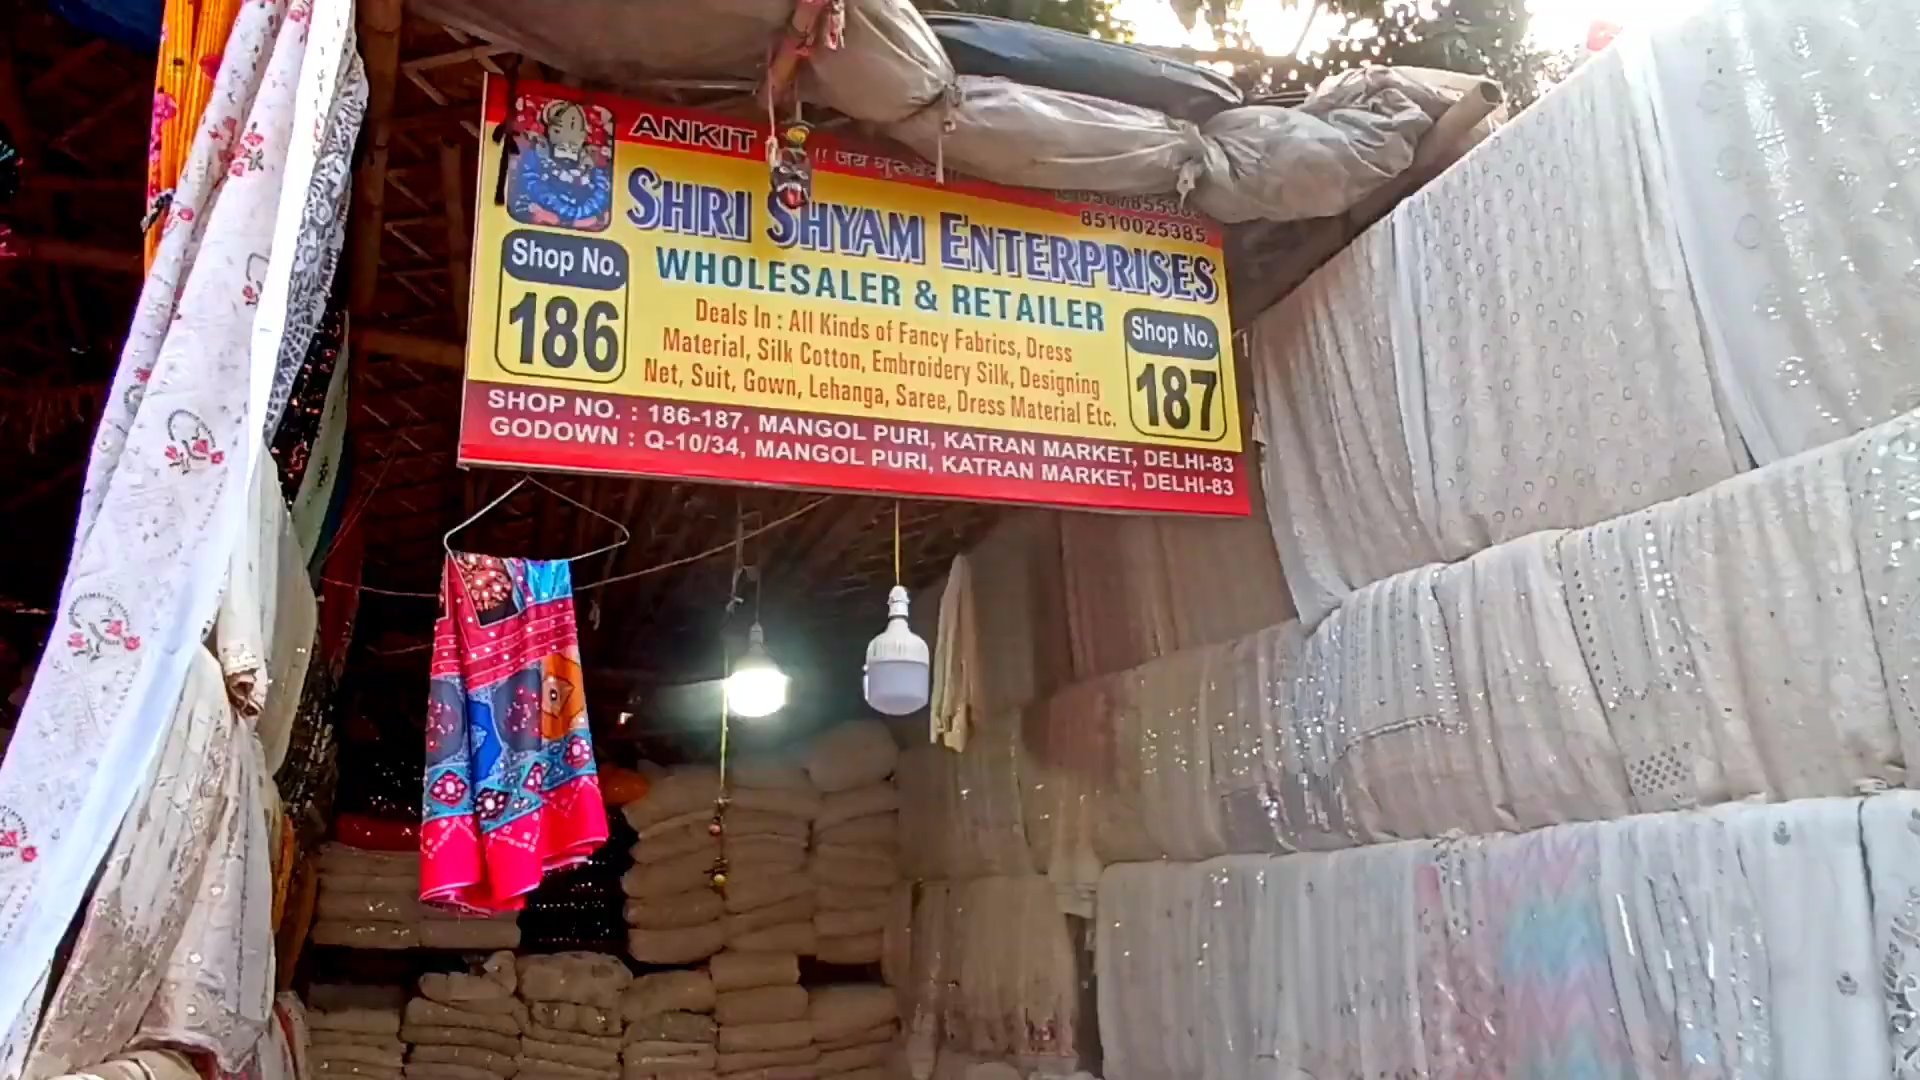 ANKIT !! जय गुरुदेव
8510025385
SHRI SHYAM ENTERPRISES
WHOLESALER & RETAILER
Shop No.
186
Deals In : All Kinds of Fancy Fabrics, Dress
Material, Silk Cotton, Embroidery Silk, Designing
Net, Suit, Gown, Lehanga, Saree, Dress Material Etc.
Shop No.
187
SHOP NO. : 186-187, MANGOL PURI, KATRAN MARKET, DELHI-83
GODOWN : Q-10/34, MANGOL PURI, KATRAN MARKET, DELHI-83